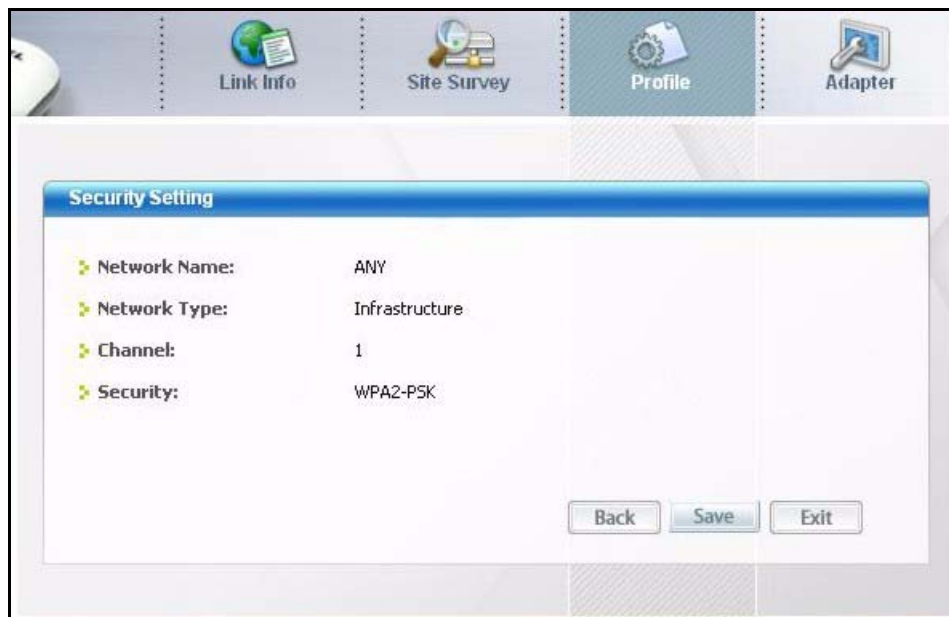 Link Info
Site Survey
Profile
Adapter
Security Setting
Network Name: ANY
Network Type: Infrastructure
Channel: 1
Security: WPA2-PSK
Back
Save
Exit